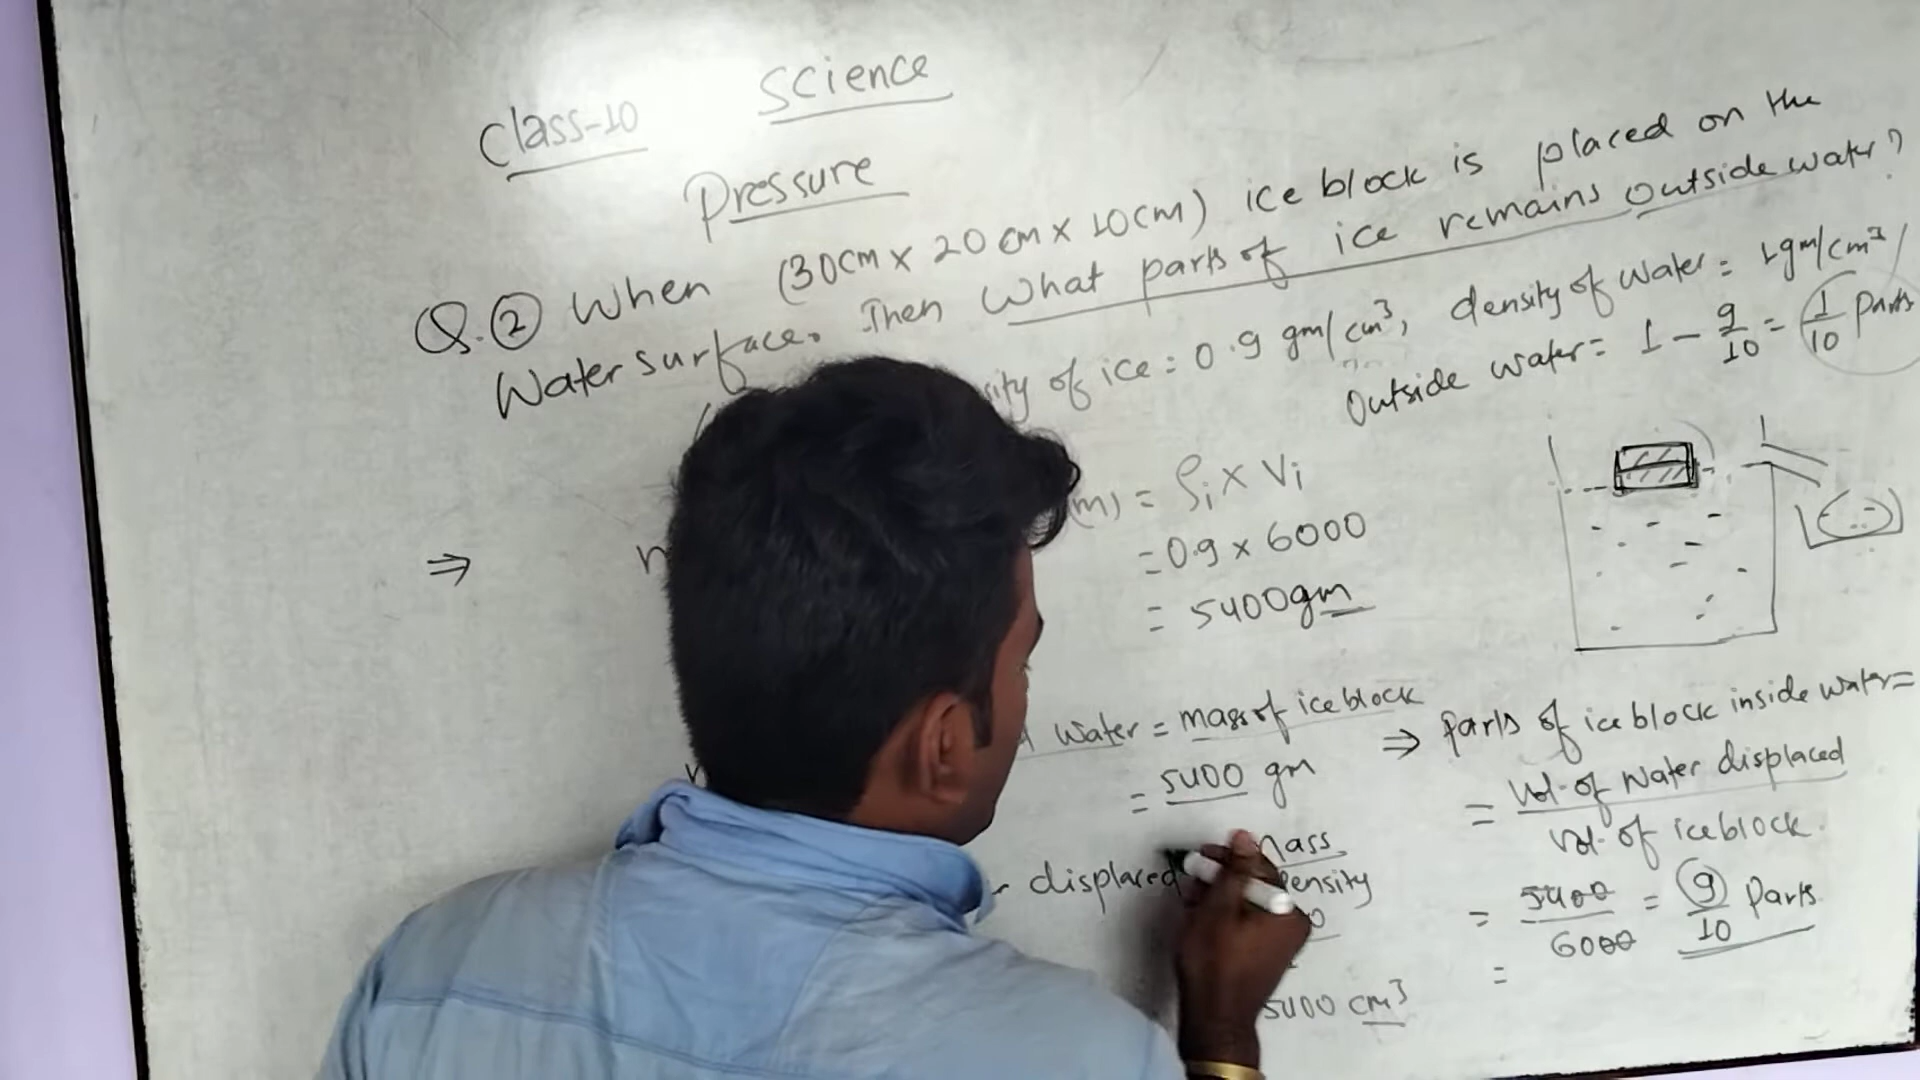 Class-10 Science
Pressure
Q.② When (30cm x 20cm x 10cm) ice block is placed on the
Water surface. Then What parts of ice remains outside water?
of ice = 0.9 gm/cm³, density of water = 1gm/cm³
Outside water = 1 - 9/10 = 1/10 parts
(m) = ρi x Vi
= 0.9 x 6000
= 5400gm
⇒
water = mass of ice block
= 5400 gm
displaced
5400 cm³
⇒ Parts of ice block inside water =
= Vol. of water displaced / Vol. of ice block.
= 5400/6000 = 9/10 Parts
=